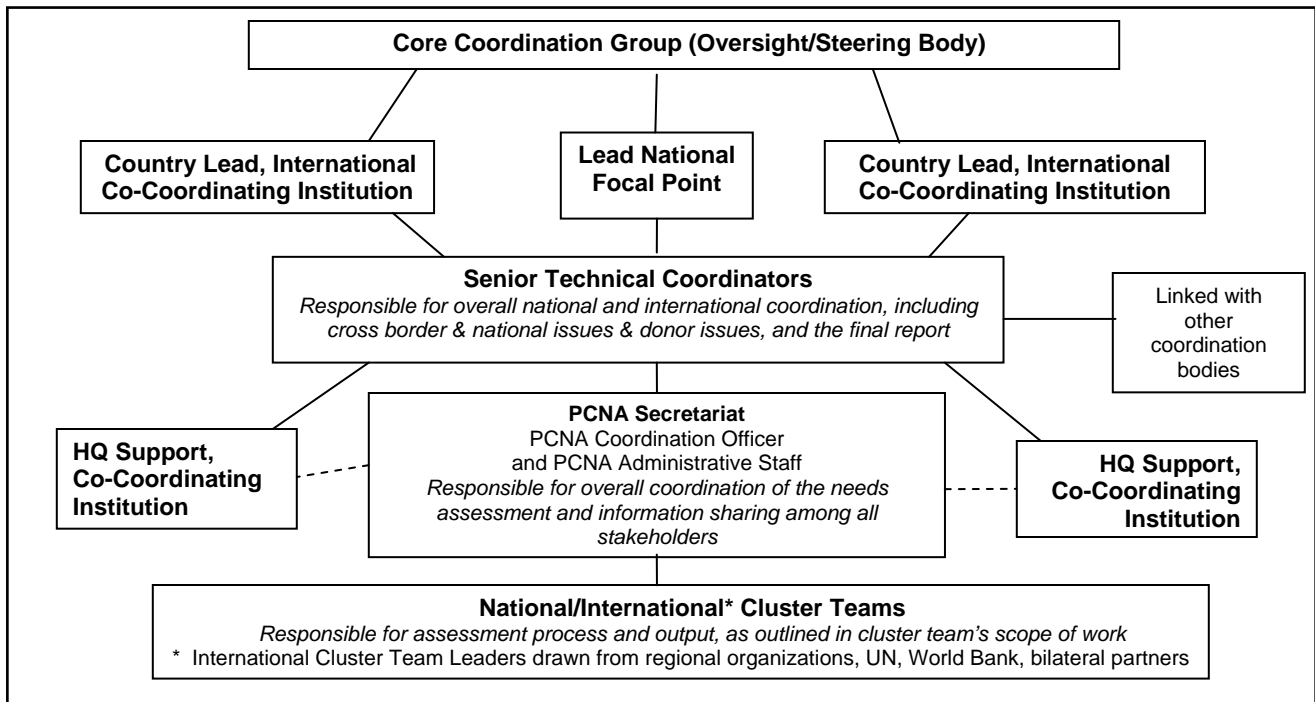 Core Coordination Group (Oversight/Steering Body)
Country Lead, International
Co-Coordinating Institution
Lead National
Focal Point
Country Lead, International
Co-Coordinating Institution
Senior Technical Coordinators
Responsible for overall national and international coordination, including
cross border & national issues & donor issues, and the final report
Linked with
other
coordination
bodies
HQ Support,
Co-Coordinating
Institution
PCNA Secretariat
PCNA Coordination Officer
and PCNA Administrative Staff
Responsible for overall coordination of the needs
assessment and information sharing among all
stakeholders
HQ Support,
Co-Coordinating
Institution
National/International* Cluster Teams
Responsible for assessment process and output, as outlined in cluster team's scope of work
* International Cluster Team Leaders drawn from regional organizations, UN, World Bank, bilateral partners